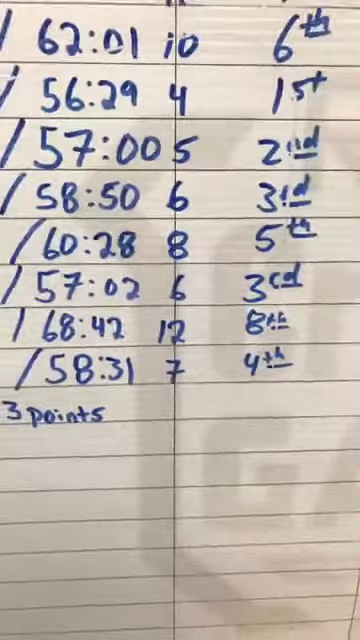 / 62:01 10 6th
/ 56:29 4 1st
/ 57:00 5 2nd
/ 58:50 6 3rd
/ 60:28 8 5th
/ 57:02 6 3rd
/ 68:42 12 8th
/ 58:31 7 4th
3 points